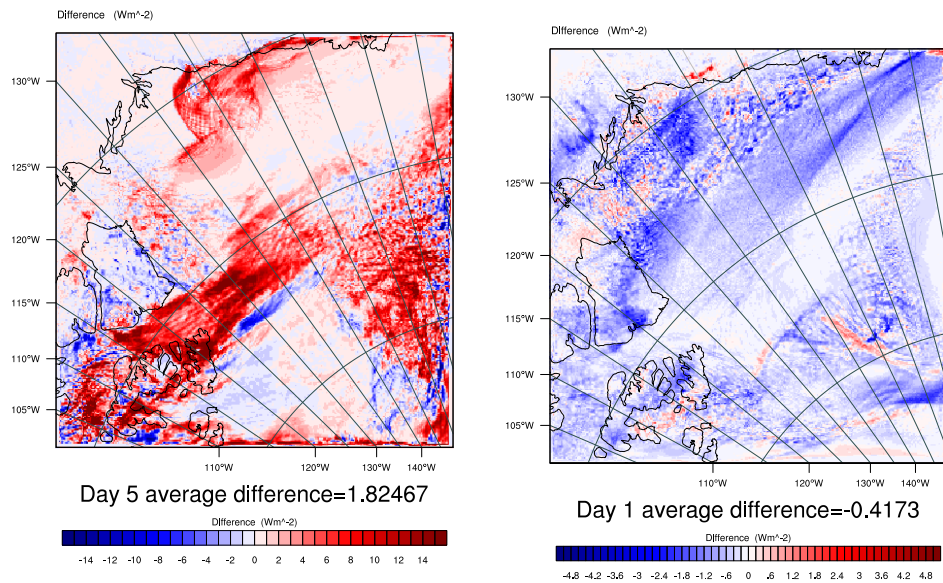 DIfference (Wm^-2)
130°W
125°W
120°W
115°W
110°W
105°W
110°W 120°W 130°W 140°W
Day 5 average difference=1.82467
DIfference (Wm^-2)
-14 -12 -10 -8 -6 -4 -2 0 2 4 6 8 10 12 14
DIfference (Wm^-2)
130°W
125°W
120°W
115°W
110°W
105°W
110°W 120°W 130°W 140°W
Day 1 average difference=-0.4173
DIfference (Wm^-2)
-4.8 -3.6 -3 -2.4 -1.8 -1.2 -0.6 0 0.6 1.2 1.8 2.4 3 3.6 4.8